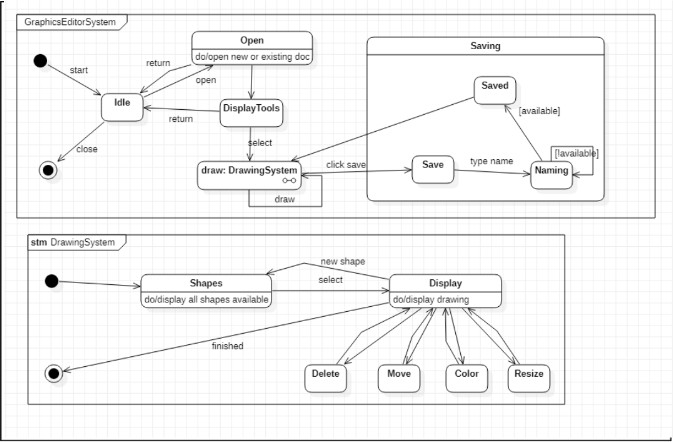 GraphicsEditorSystem
Open
do/open new or existing doc
Saving
start
return
open
Idle
DisplayTools
return
close
select
draw: DrawingSystem
draw
click save
Save
type name
Saved
[available]
[!available]
Naming
stm DrawingSystem
Shapes
do/display all shapes available
new shape
select
Display
do/display drawing
finished
Delete
Move
Color
Resize